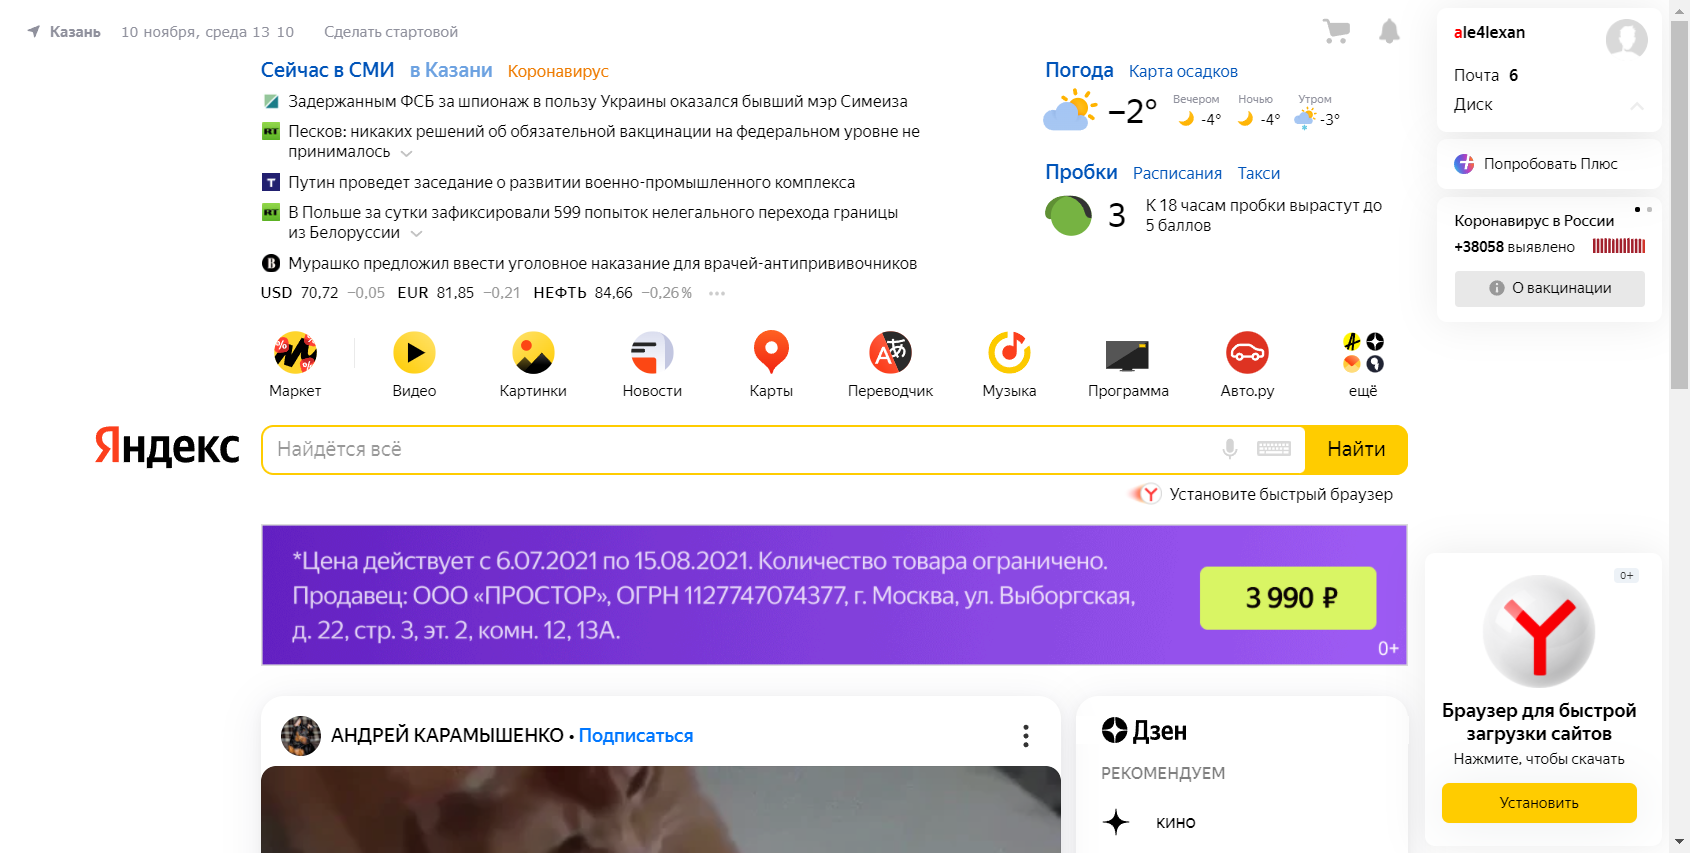 Казань 10 ноября, среда 13 10 Сделать стартовой
Сейчас в СМИ в Казани Коронавирус
Задержанным ФСБ за шпионаж в пользу Украины оказался бывший мэр Симеиза
RT Песков: никаких решений об обязательной вакцинации на федеральном уровне не
принималось
Т Путин проведет заседание о развитии военно-промышленного комплекса
RT В Польше за сутки зафиксировали 599 попыток нелегального перехода границы
из Белоруссии
B Мурашко предложил ввести уголовное наказание для врачей-антипрививочников
USD 70,72 −0,05 EUR 81,85 −0,21 НЕФТЬ 84,66 −0,26% ···
Погода Карта осадков
−2° Вечером -4° Ночью -4° Утром -3°
Пробки Расписания Такси
3 К 18 часам пробки вырастут до
5 баллов
ale4lexan
Почта 6
Диск
Попробовать Плюс
Коронавирус в России
+38058 выявлено
О вакцинации
Маркет Видео Картинки Новости Карты Переводчик Музыка Программа Авто.ру ещё
Яндекс Найдётся всё Найти
Установите быстрый браузер
*Цена действует с 6.07.2021 по 15.08.2021. Количество товара ограничено.
Продавец: ООО «ПРОСТОР», ОГРН 1127747074377, г. Москва, ул. Выборгская,
д. 22, стр. 3, эт. 2, комн. 12, 13А.
3 990 ₽
0+
0+
Браузер для быстрой
загрузки сайтов
Нажмите, чтобы скачать
Установить
АНДРЕЙ КАРАМЫШЕНКО • Подписаться
Дзен
РЕКОМЕНДУЕМ
кино